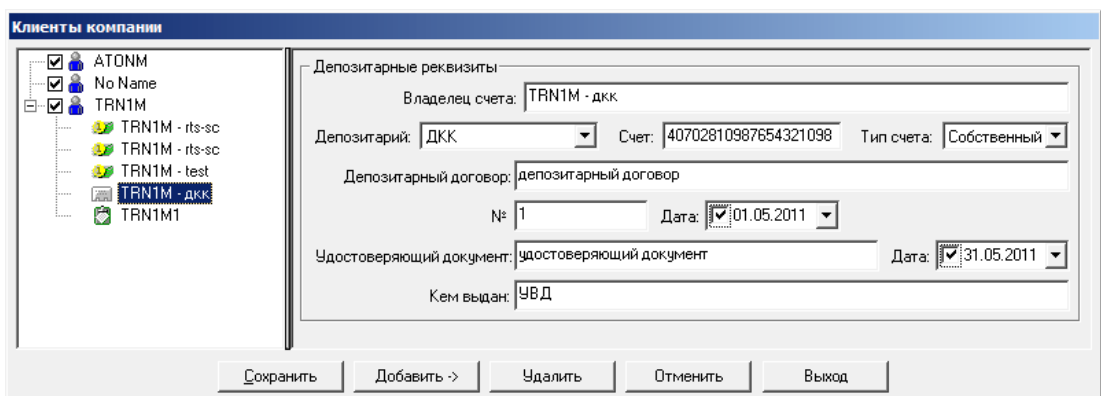 Клиенты компании
ATONM
No Name
TRN1M
TRN1M - rts-sc
TRN1M - rts-sc
TRN1M - test
TRN1M - дкк
TRN1M1
Депозитарные реквизиты
Владелец счета: TRN1M - дкк
Депозитарий: ДКК Счет: 40702810987654321098 Тип счета: Собственный
Депозитарный договор: депозитарный договор
№ 1 Дата: 01.05.2011
Удостоверяющий документ: удостоверяющий документ Дата: 31.05.2011
Кем выдан: УВД
Сохранить Добавить -> Удалить Отменить Выход